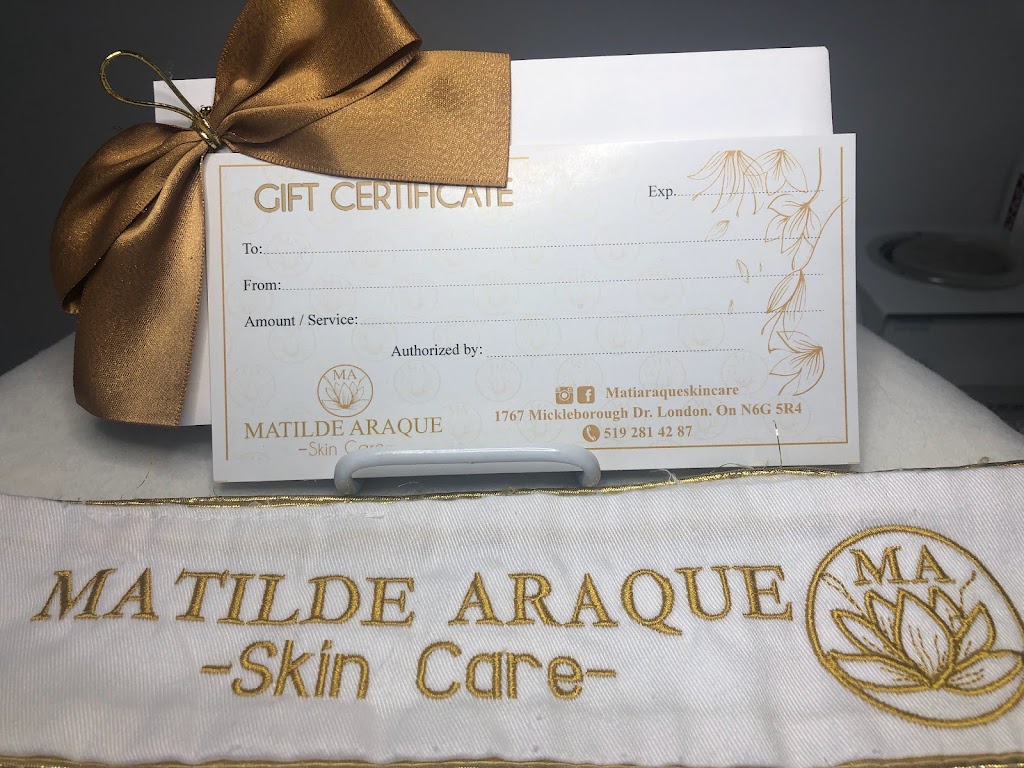 GIFT CERTIFICATE
Exp.
To:
From:
Amount / Service:
Authorized by:
MA
MATILDE ARAQUE
-Skin Care-
Matiaraqueskincare
1767 Mickleborough Dr. London. On N6G 5R4
519 281 42 87
MATILDE ARAQUE
-Skin Care-
MA